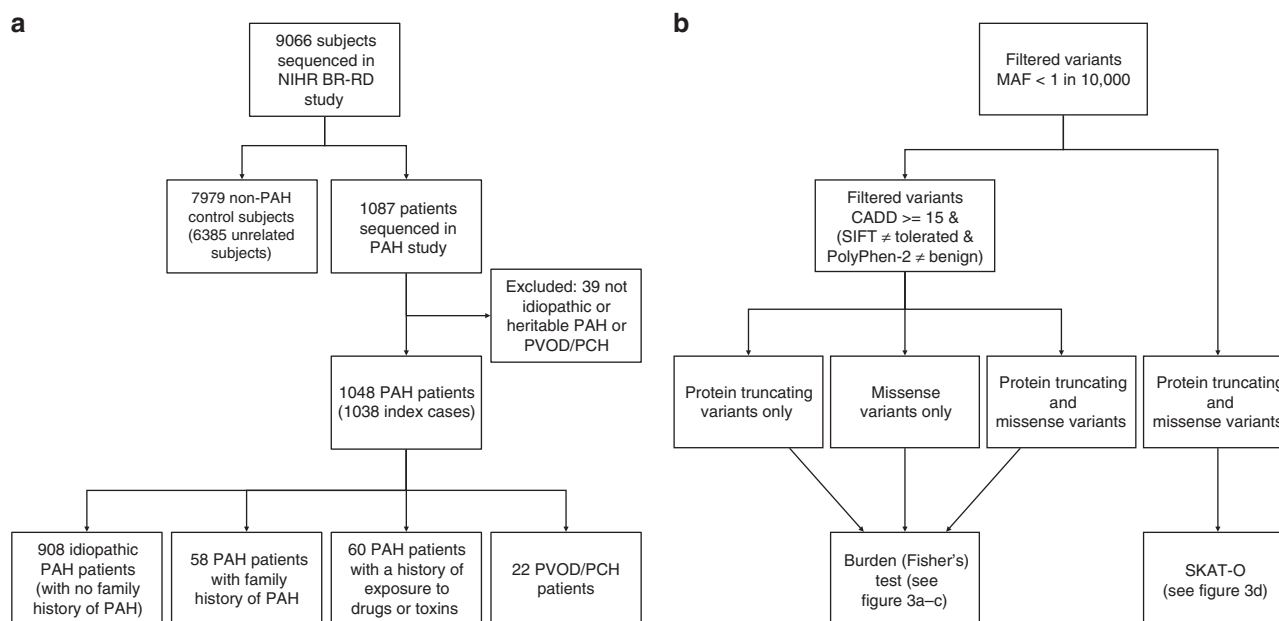 a
9066 subjects
sequenced in
NIHR BR-RD
study
7979 non-PAH
control subjects
(6385 unrelated
subjects)
1087 patients
sequenced in
PAH study
Excluded: 39 not
idiopathic or
heritable PAH or
PVOD/PCH
1048 PAH patients
(1038 index cases)
908 idiopathic
PAH patients
(with no family
history of PAH)
58 PAH patients
with family
history of PAH
60 PAH patients
with a history of
exposure to
drugs or toxins
22 PVOD/PCH
patients
b
Filtered variants
MAF < 1 in 10,000
Filtered variants
CADD >= 15 &
(SIFT ≠ tolerated &
PolyPhen-2 ≠ benign)
Protein truncating
variants only
Missense
variants only
Protein truncating
and
missense variants
Protein truncating
and
missense variants
Burden (Fisher's)
test (see
figure 3a–c)
SKAT-O
(see figure 3d)